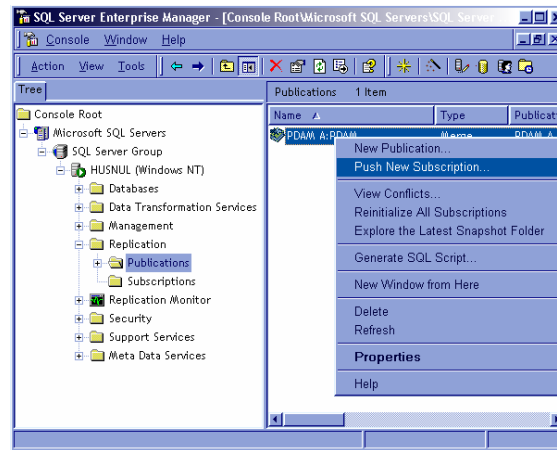 SQL Server Enterprise Manager - [Console Root\Microsoft SQL Servers\SQL Server
Console Window Help
Action View Tools
Tree
Publications 1 Item
Console Root
Microsoft SQL Servers
SQL Server Group
HUSNUL (Windows NT)
Databases
Data Transformation Services
Management
Replication
Publications
Subscriptions
Replication Monitor
Security
Support Services
Meta Data Services
Name Type Publicat
PDAM_A:PDAM Merge PDAM_A
New Publication...
Push New Subscription...
View Conflicts...
Reinitialize All Subscriptions
Explore the Latest Snapshot Folder
Generate SQL Script...
New Window from Here
Delete
Refresh
Properties
Help